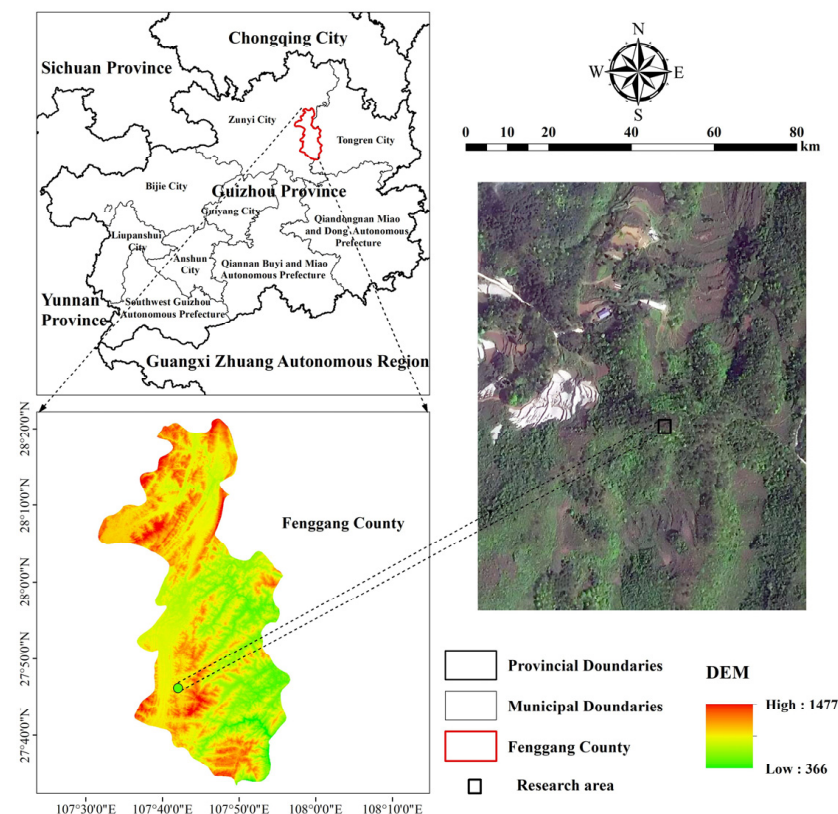 Chongqing City
Sichuan Province
Zunyi City
Tongren City
Bijie City
Guizhou Province
Guiyang City
Qiandongnan Miao
and Dong Autonomous
Prefecture
Liupanshui
City
Anshun
City
Qiannan Buyi and Miao
Autonomous Prefecture
Yunnan
Province
Southwest Guizhou
Autonomous Prefecture
Guangxi Zhuang Autonomous Region
N
W E
S
0 10 20 40 60 80
km
28°20'0"N
28°10'0"N
28°0'0"N
27°50'0"N
27°40'0"N
Fenggang County
107°30'0"E 107°40'0"E 107°50'0"E 108°0'0"E 108°10'0"E
Provincial Doundaries
Municipal Doundaries
Fenggang County
Research area
DEM
High : 1477
Low : 366